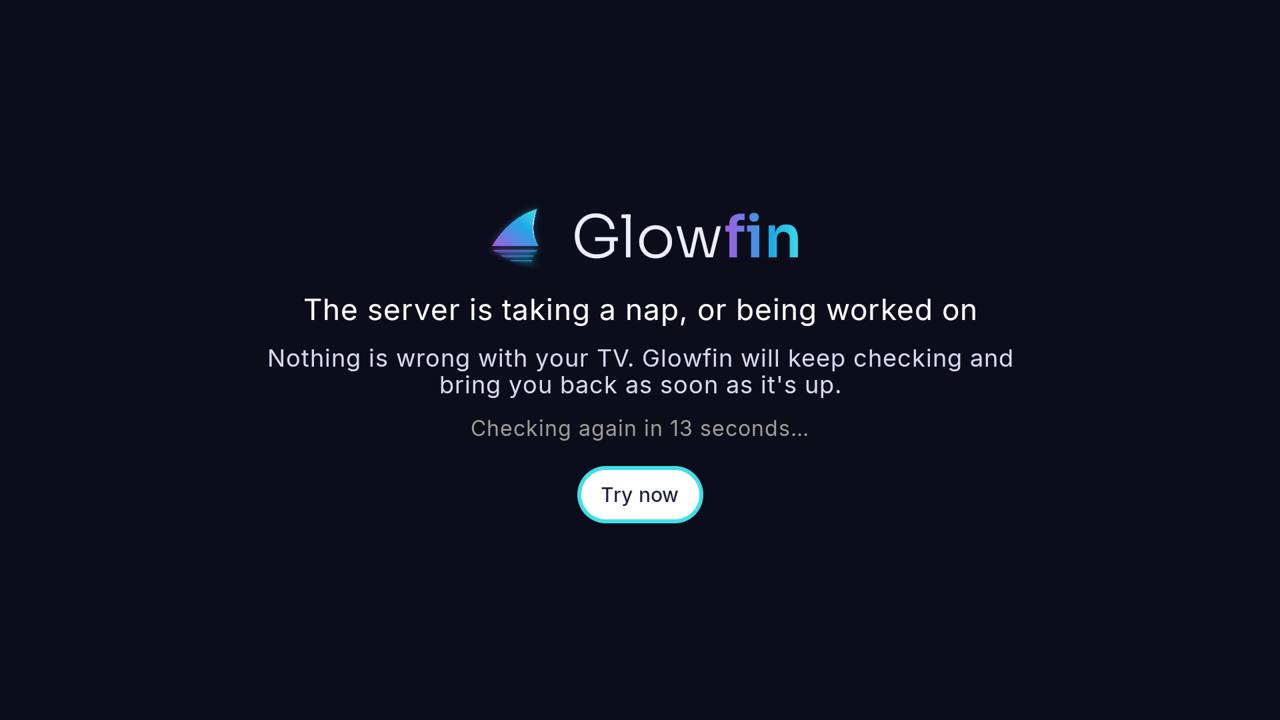 Glowfin
The server is taking a nap, or being worked on
Nothing is wrong with your TV. Glowfin will keep checking and
bring you back as soon as it's up.
Checking again in 13 seconds...
Try now